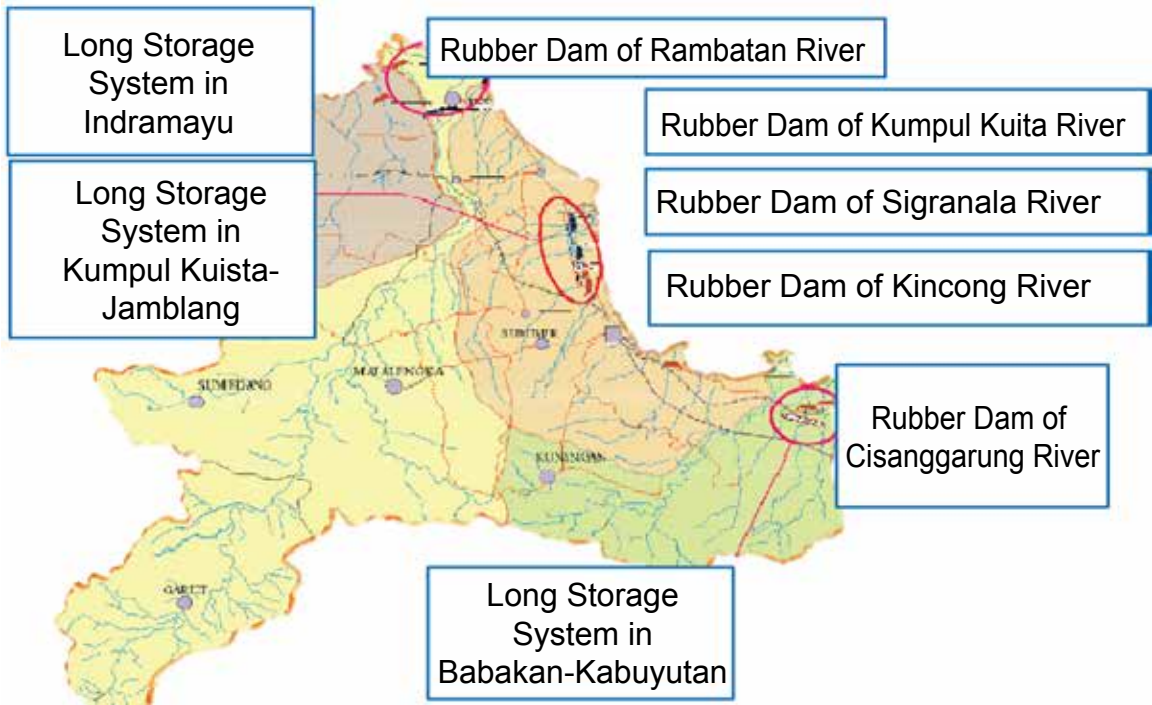 Long Storage
System in
Indramayu
Rubber Dam of Rambatan River
Rubber Dam of Kumpul Kuita River
Long Storage
System in
Kumpul Kuista-
Jamblang
Rubber Dam of Sigranala River
Rubber Dam of Kincong River
SUMBER
MAJALENGKA
SUMEDANG
Rubber Dam of
Cisanggarung River
KUNINGAN
GARUT
Long Storage
System in
Babakan-Kabuyutan